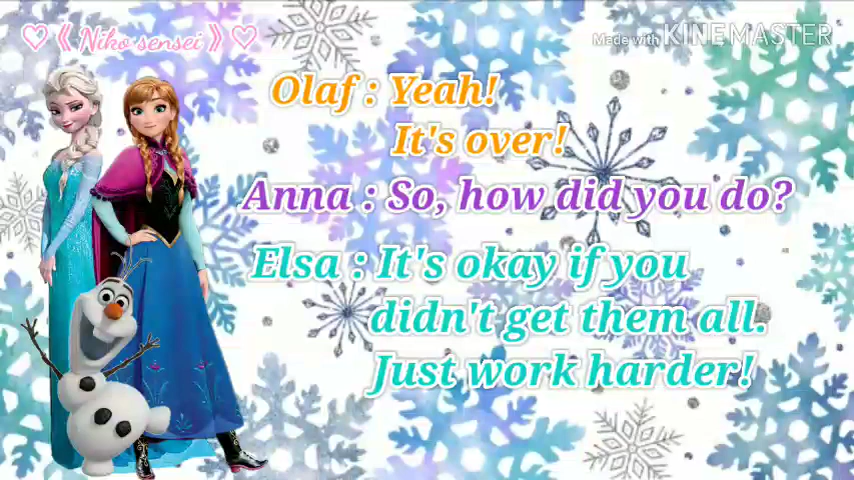 ♡《Niko sensei》♡
Made with KINEMASTER
Olaf : Yeah!
It's over!
Anna : So, how did you do?
Elsa : It's okay if you
didn't get them all.
Just work harder!